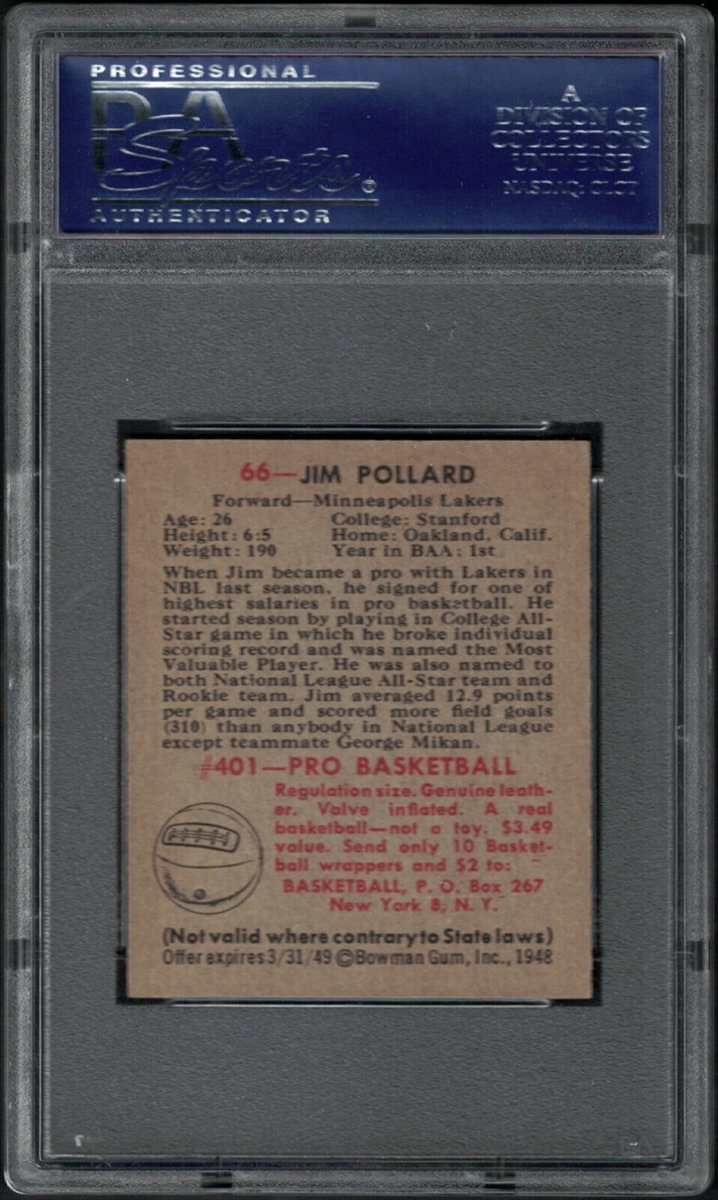 PROFESSIONAL
PSA
Sports®
AUTHENTICATOR
A
DIVISION OF
COLLECTORS
UNIVERSE
NASDAQ: CLCT
66—JIM POLLARD
Forward—Minneapolis Lakers
Age: 26 College: Stanford
Height: 6:5 Home: Oakland, Calif.
Weight: 190 Year in BAA: 1st
When Jim became a pro with Lakers in
NBL last season, he signed for one of
highest salaries in pro basketball. He
started season by playing in College All-
Star game in which he broke individual
scoring record and was named the Most
Valuable Player. He was also named to
both National League All-Star team and
Rookie team. Jim averaged 12.9 points
per game and scored more field goals
(310) than anybody in National League
except teammate George Mikan.
#401—PRO BASKETBALL
Regulation size. Genuine leath-
er. Valve inflated. A real
basketball—not a toy. $3.49
value. Send only 10 Basket-
ball wrappers and $2 to:
BASKETBALL, P. O. Box 267
New York 8, N. Y.
(Not valid where contrary to State laws)
Offer expires 3/31/49 ©Bowman Gum, Inc., 1948